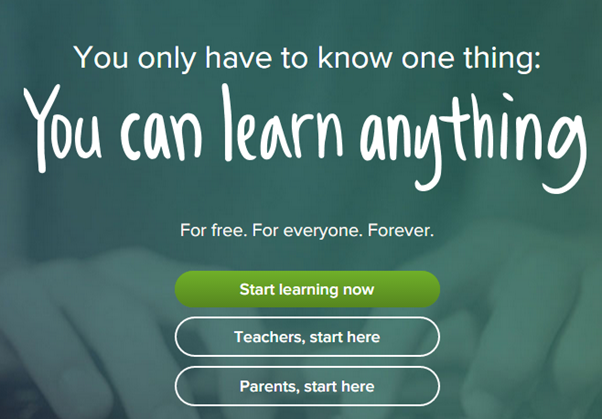 You only have to know one thing:
You can learn anything
For free. For everyone. Forever.
Start learning now
Teachers, start here
Parents, start here